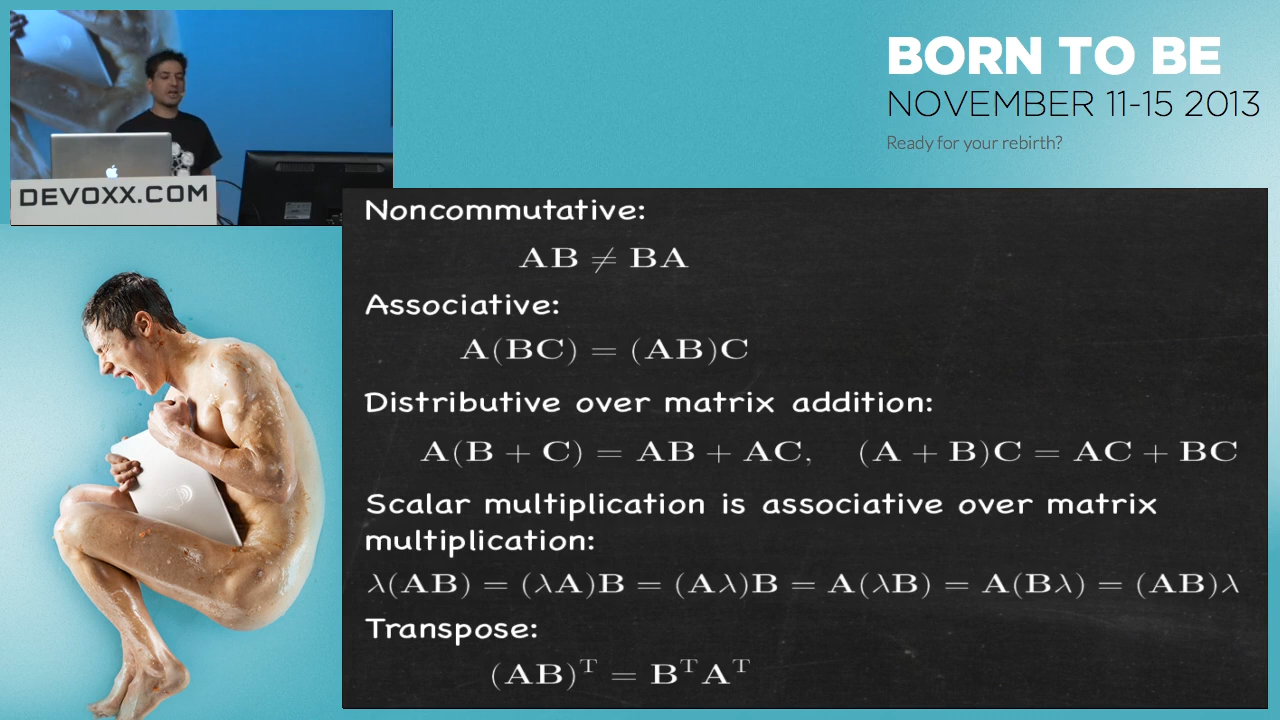 BORN TO BE
NOVEMBER 11-15 2013
Ready for your rebirth?
DEVOXX.COM
Noncommutative:
AB ≠ BA
Associative:
A(BC) = (AB)C
Distributive over matrix addition:
A(B + C) = AB + AC, (A + B)C = AC + BC
Scalar multiplication is associative over matrix
multiplication:
λ(AB) = (λA)B = (Aλ)B = A(λB) = A(Bλ) = (AB)λ
Transpose:
(AB)ᵀ = BᵀAᵀ